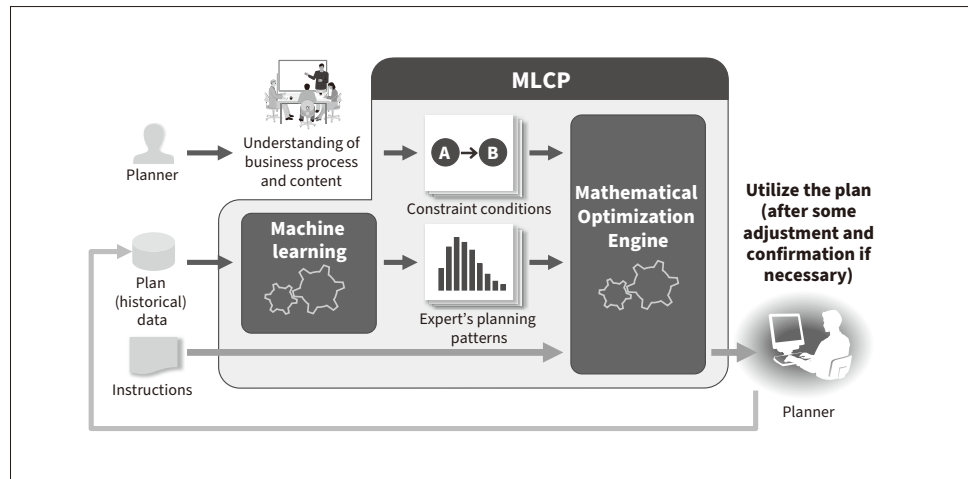 MLCP
Understanding of
business process
and content
Planner
A
B
Constraint conditions
Mathematical
Optimization
Engine
Utilize the plan
(after some
adjustment and
confirmation if
necessary)
Machine
learning
Plan
(historical)
data
Expert’s planning
patterns
Instructions
Planner